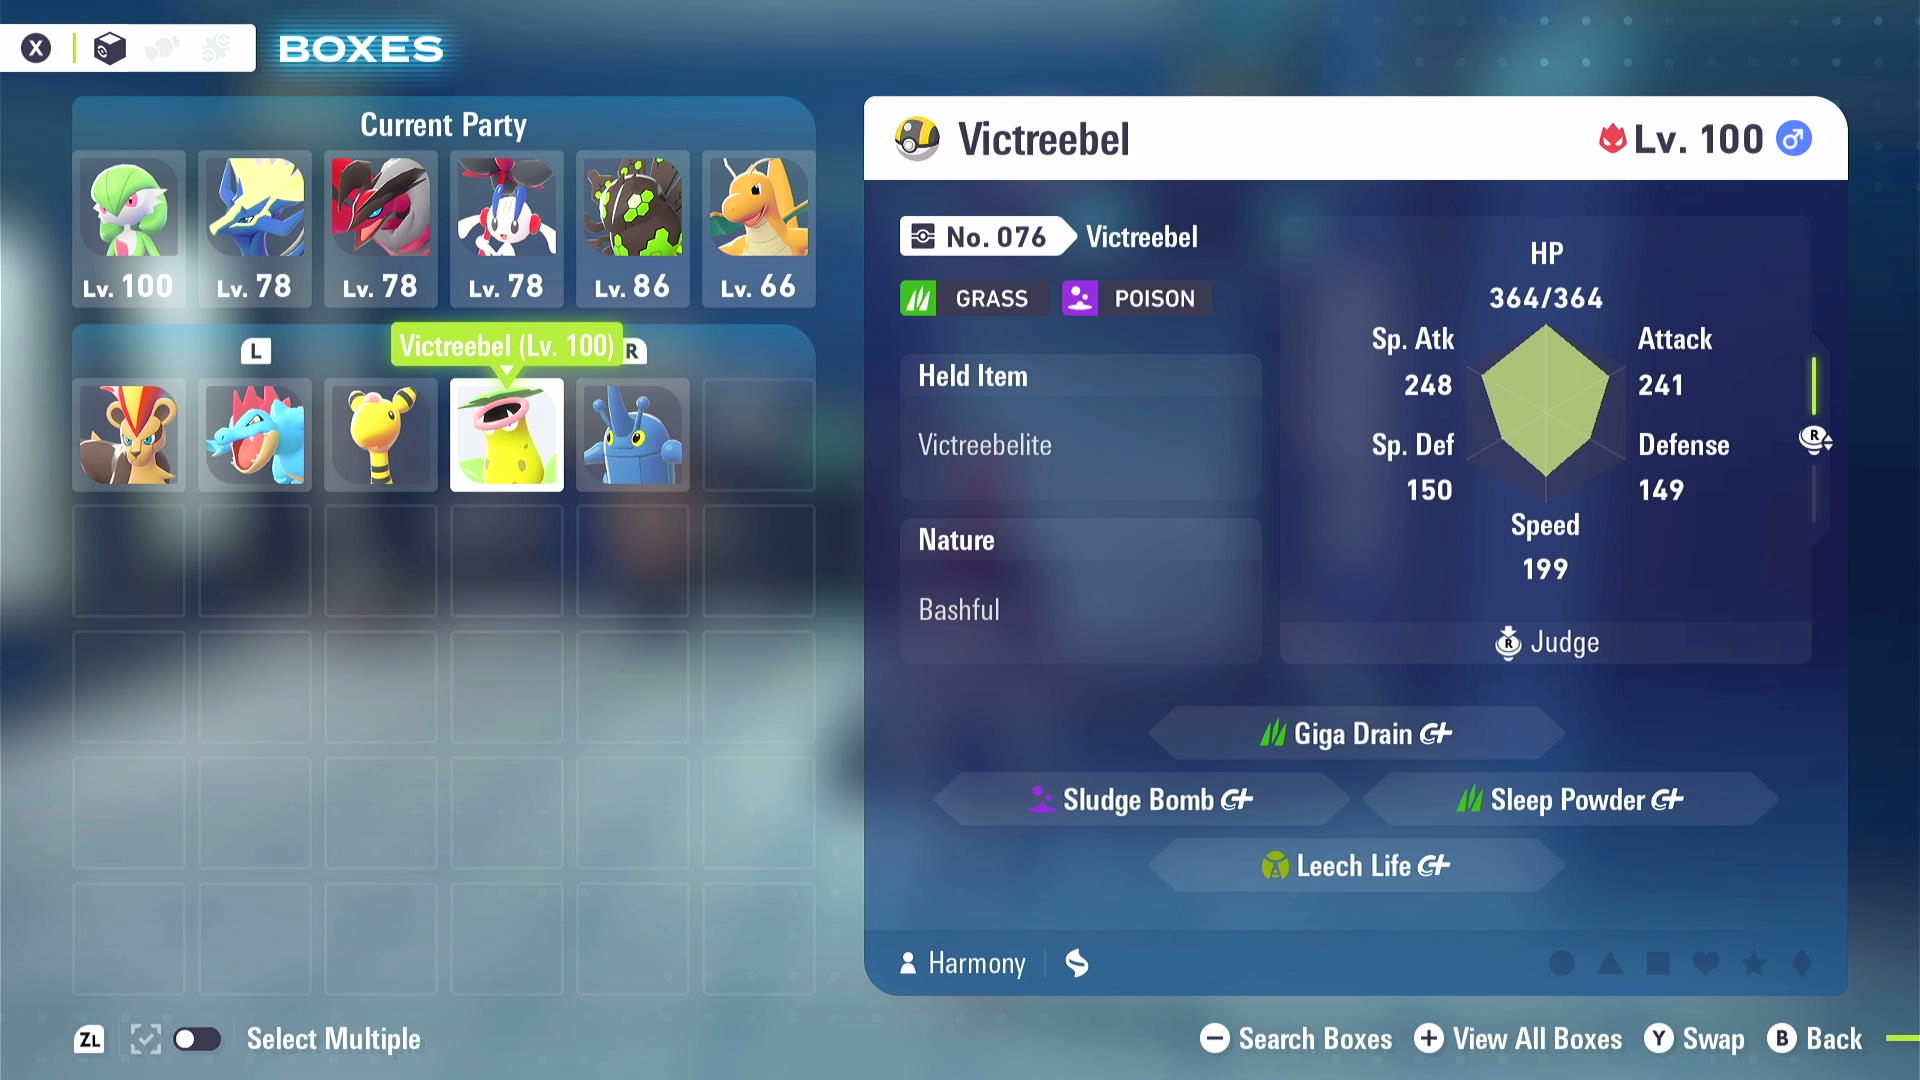 X
BOXES
Current Party
Lv. 100
Lv. 78
Lv. 78
Lv. 78
Lv. 86
Lv. 66
L
Victreebel (Lv. 100)
R
Victreebel
Lv. 100
No. 076
Victreebel
GRASS
POISON
Held Item
Victreebelite
Nature
Bashful
HP
364/364
Sp. Atk
248
Attack
241
Sp. Def
150
Defense
149
Speed
199
R
R Judge
Giga Drain
Sludge Bomb
Sleep Powder
Leech Life
Harmony
ZL
Select Multiple
Search Boxes
View All Boxes
Y Swap
B Back